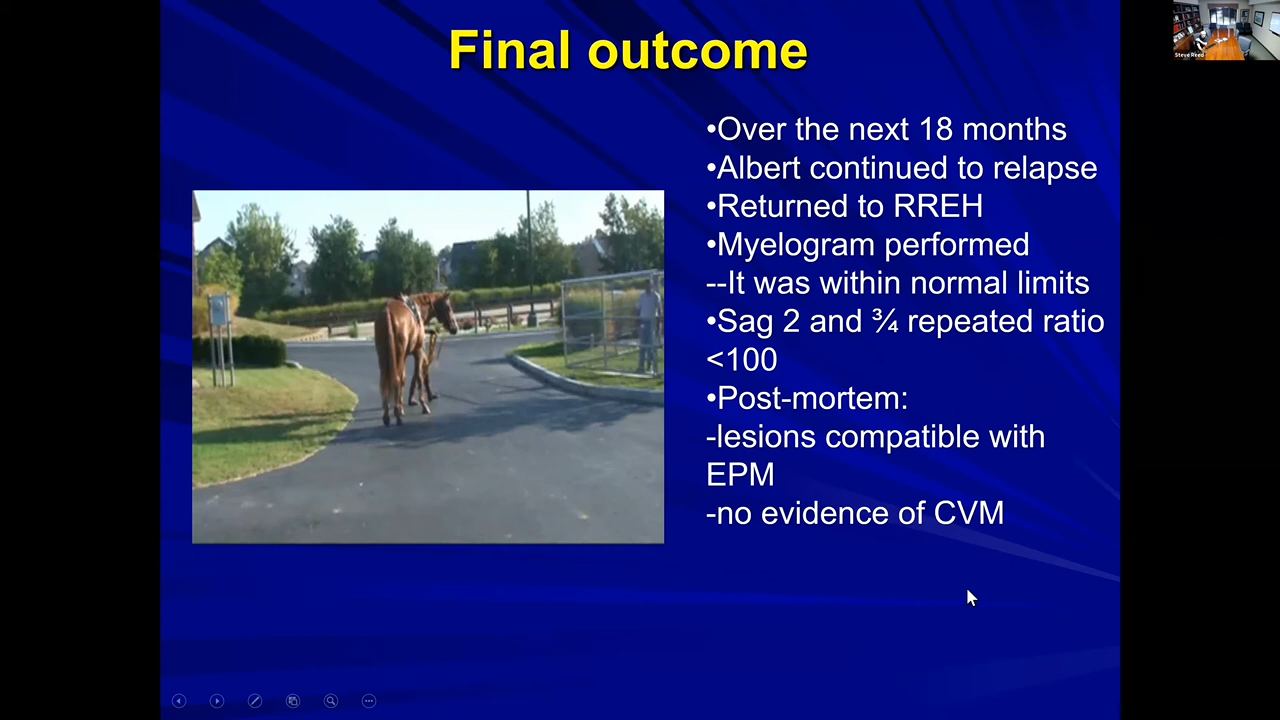 Final outcome
•Over the next 18 months
•Albert continued to relapse
•Returned to RREH
•Myelogram performed
--It was within normal limits
•Sag 2 and ¾ repeated ratio
<100
•Post-mortem:
-lesions compatible with
EPM
-no evidence of CVM
Steve Reed